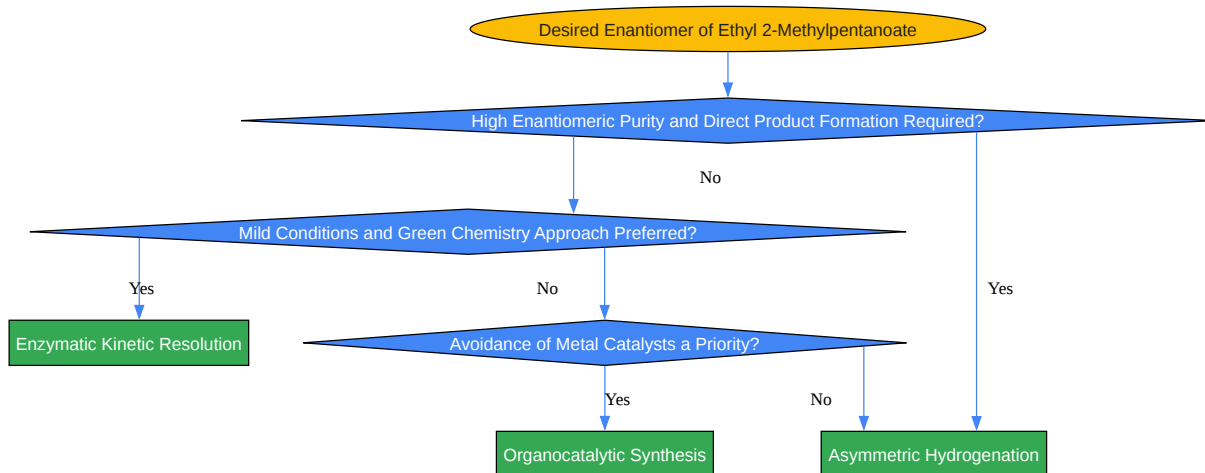 Desired Enantiomer of Ethyl 2-Methylpentanoate
High Enantiomeric Purity and Direct Product Formation Required?
No
Mild Conditions and Green Chemistry Approach Preferred?
Yes
No
Yes
Enzymatic Kinetic Resolution
Avoidance of Metal Catalysts a Priority?
Yes
No
Organocatalytic Synthesis
Asymmetric Hydrogenation